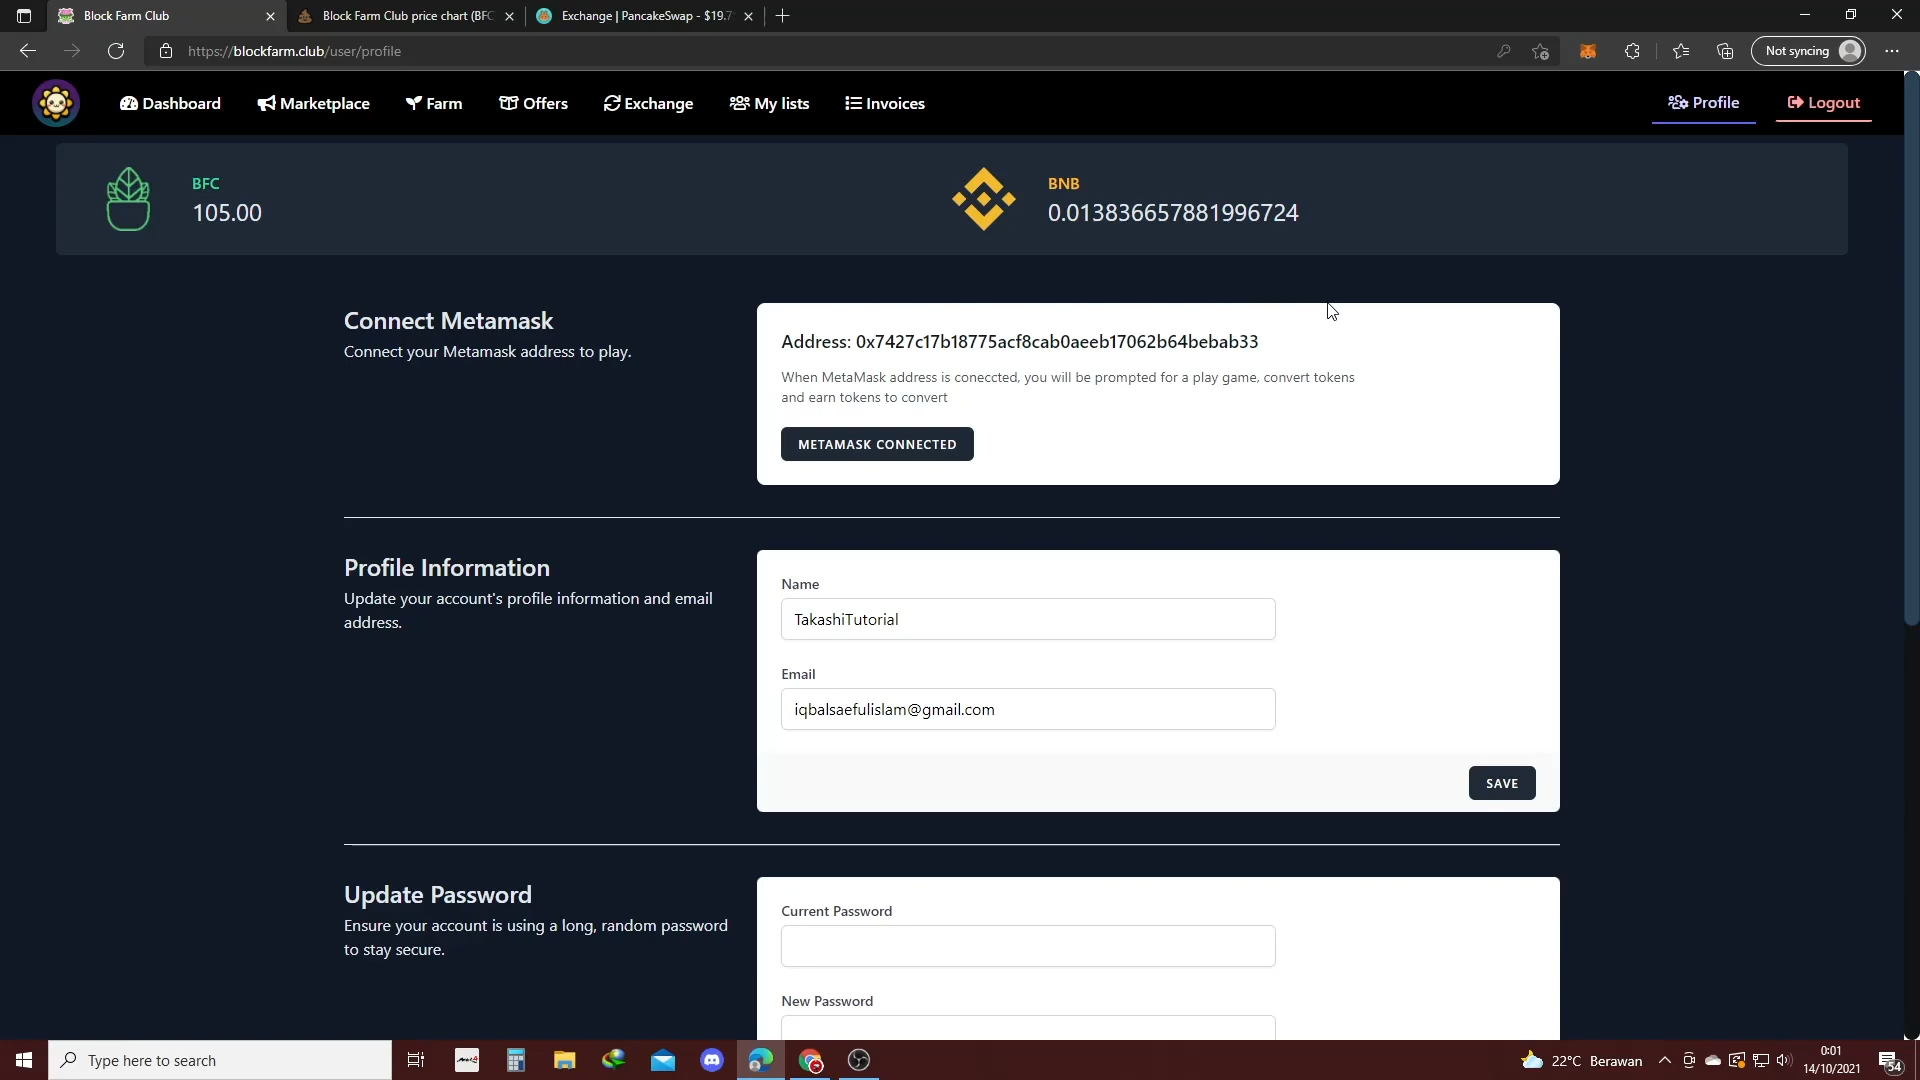 Block Farm Club
Block Farm Club price chart (BFC
Exchange | PancakeSwap - $19.7
https://blockfarm.club/user/profile
Not syncing
Dashboard
Marketplace
Farm
Offers
Exchange
My lists
Invoices
Profile
Logout
BFC
105.00
BNB
0.013836657881996724
Connect Metamask
Connect your Metamask address to play.
Address: 0x7427c17b18775acf8cab0aeeb17062b64bebab33
When MetaMask address is coneccted, you will be prompted for a play game, convert tokens
and earn tokens to convert
METAMASK CONNECTED
Profile Information
Update your account's profile information and email
address.
Name
TakashiTutorial
Email
iqbalsaefulislam@gmail.com
SAVE
Update Password
Ensure your account is using a long, random password
to stay secure.
Current Password
New Password
Type here to search
22°C Berawan
0:01
14/10/2021
54